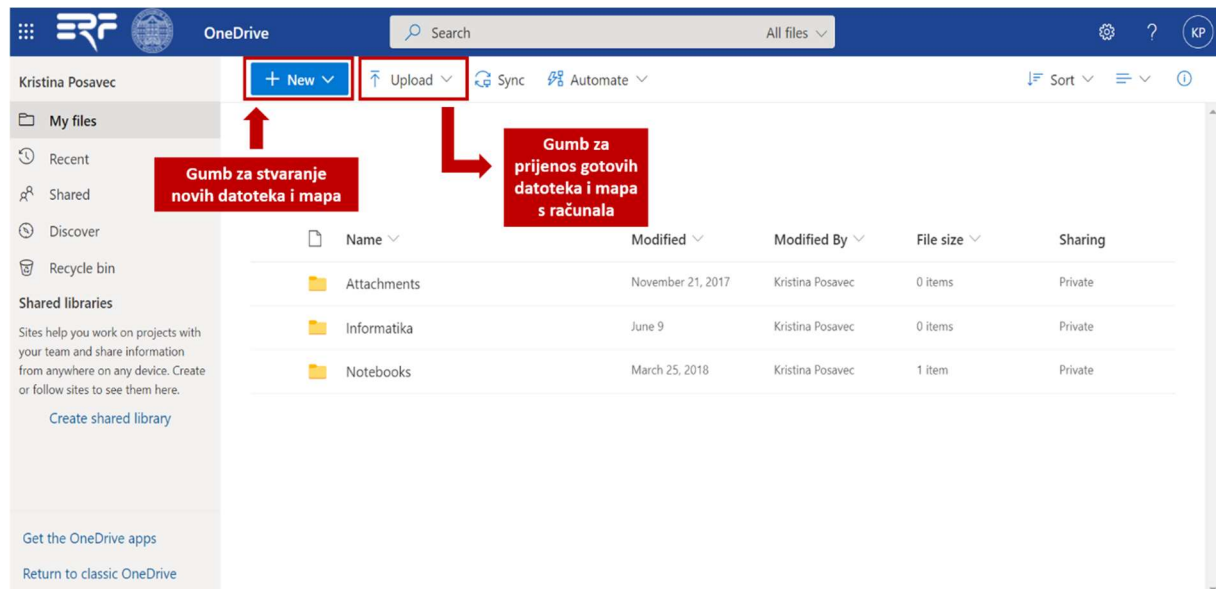 ERF
OneDrive
Search
All files
?
KP
Kristina Posavec
+ New
Upload
Sync
Automate
Sort
My files
Recent
Shared
Discover
Recycle bin
Gumb za stvaranje
novih datoteka i mapa
Gumb za
prijenos gotovih
datoteka i mapa
s računala
Name
Modified
Modified By
File size
Sharing
Attachments
November 21, 2017
Kristina Posavec
0 items
Private
Informatika
June 9
Kristina Posavec
0 items
Private
Notebooks
March 25, 2018
Kristina Posavec
1 item
Private
Shared libraries
Sites help you work on projects with
your team and share information
from anywhere on any device. Create
or follow sites to see them here.
Create shared library
Get the OneDrive apps
Return to classic OneDrive